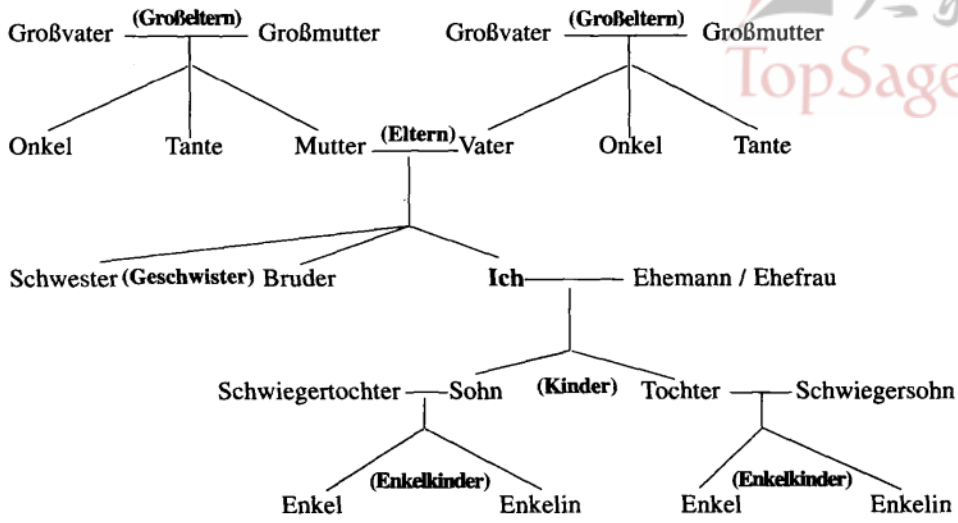 Großvater (Großeltern) Großmutter Großvater (Großeltern) Großmutter
TopSage
Onkel Tante Mutter (Eltern) Vater Onkel Tante
Schwester (Geschwister) Bruder Ich Ehemann / Ehefrau
Schwiegertochter Sohn (Kinder) Tochter Schwiegersohn
Enkel (Enkelkinder) Enkelin Enkel (Enkelkinder) Enkelin